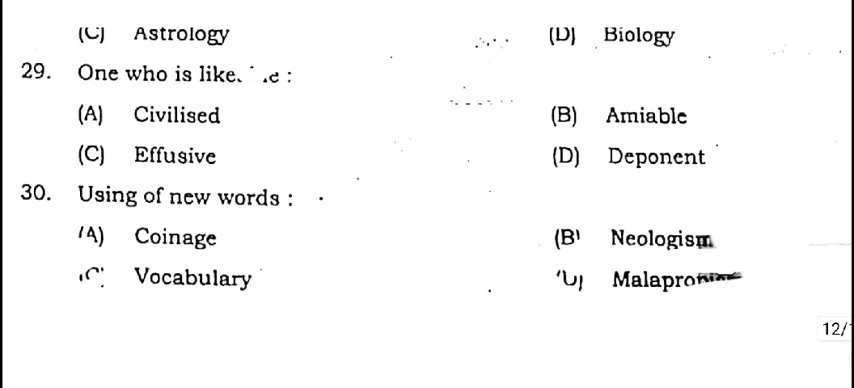 (C) Astrology (D) Biology
29. One who is
(A) Civilised (B) Amiable
(C) Effusive (D) Deponent
30. Using of new words :
(A) Coinage (B) Neologism
(C) Vocabulary (D)
12/